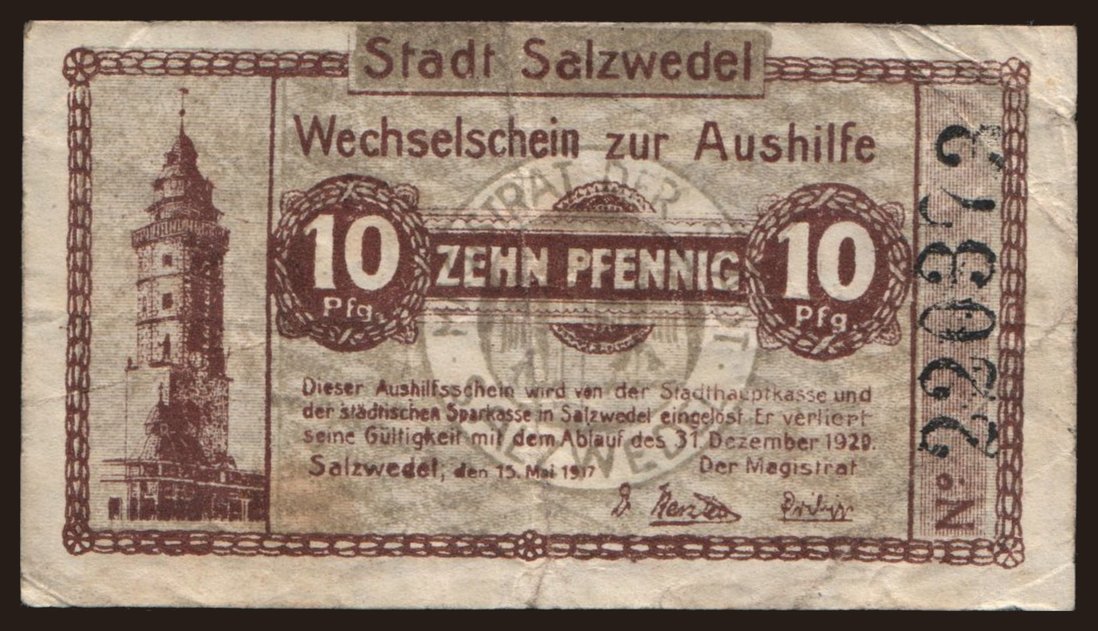 Stadt Salzwedel
Wechselschein zur Aushilfe
10 Pfg.
ZEHN PFENNIG
10 Pfg.
Dieser Aushilfsschein wird von der Stadthauptkasse und
der städtischen Sparkasse in Salzwedel eingelöst. Er verliert
seine Gültigkeit mit dem Ablauf des 31. Dezember 1920.
Salzwedel, den 15. Mai 1917
Der Magistrat
No. 220373
DER
SALZWEDEL